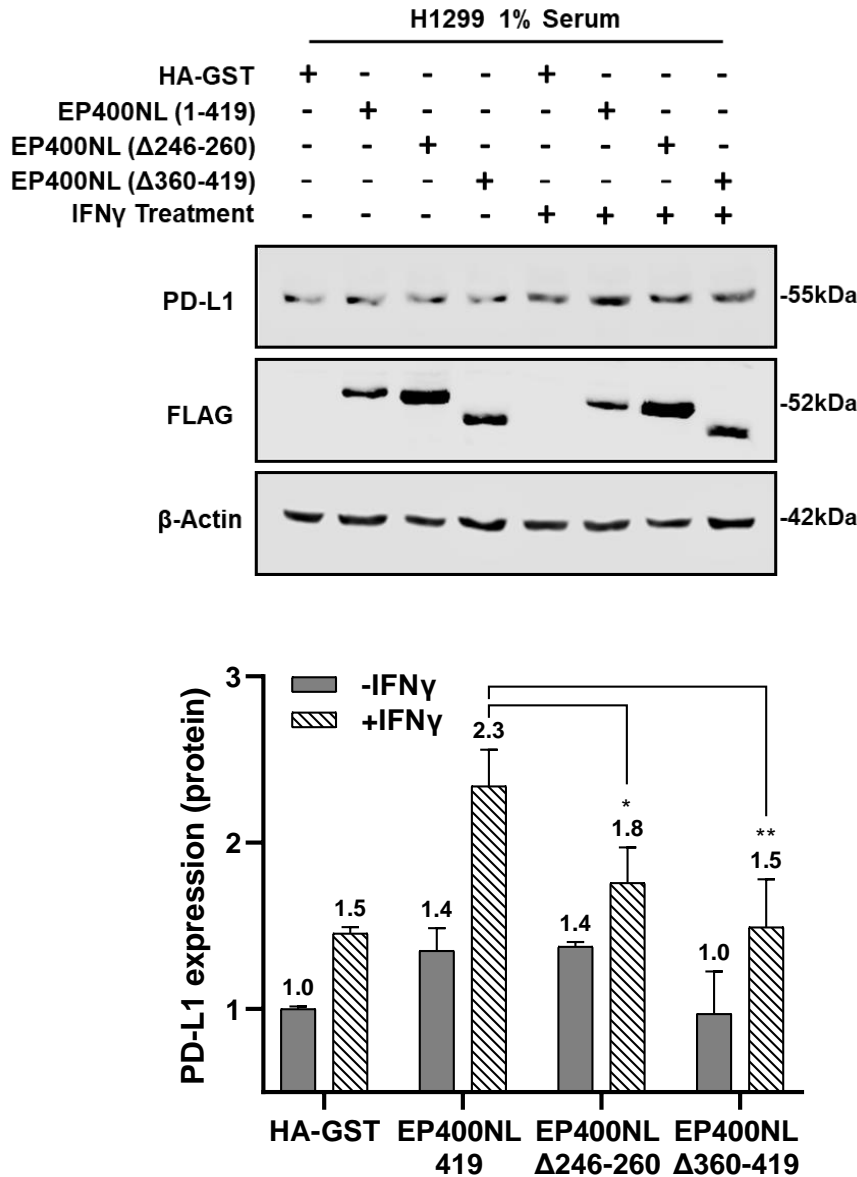 H1299 1% Serum
HA-GST + - - - + - - -
EP400NL (1-419) - + - - - + - -
EP400NL (Δ246-260) - - + - - - + -
EP400NL (Δ360-419) - - - + - - - +
IFNγ Treatment - - - - + + + +
PD-L1 -55kDa
FLAG -52kDa
β-Actin -42kDa
PD-L1 expression (protein)
3
2
1
-IFNγ
+IFNγ
1.0
1.5
1.4
2.3
1.4
*
1.8
1.0
**
1.5
HA-GST
EP400NL
419
EP400NL
Δ246-260
EP400NL
Δ360-419